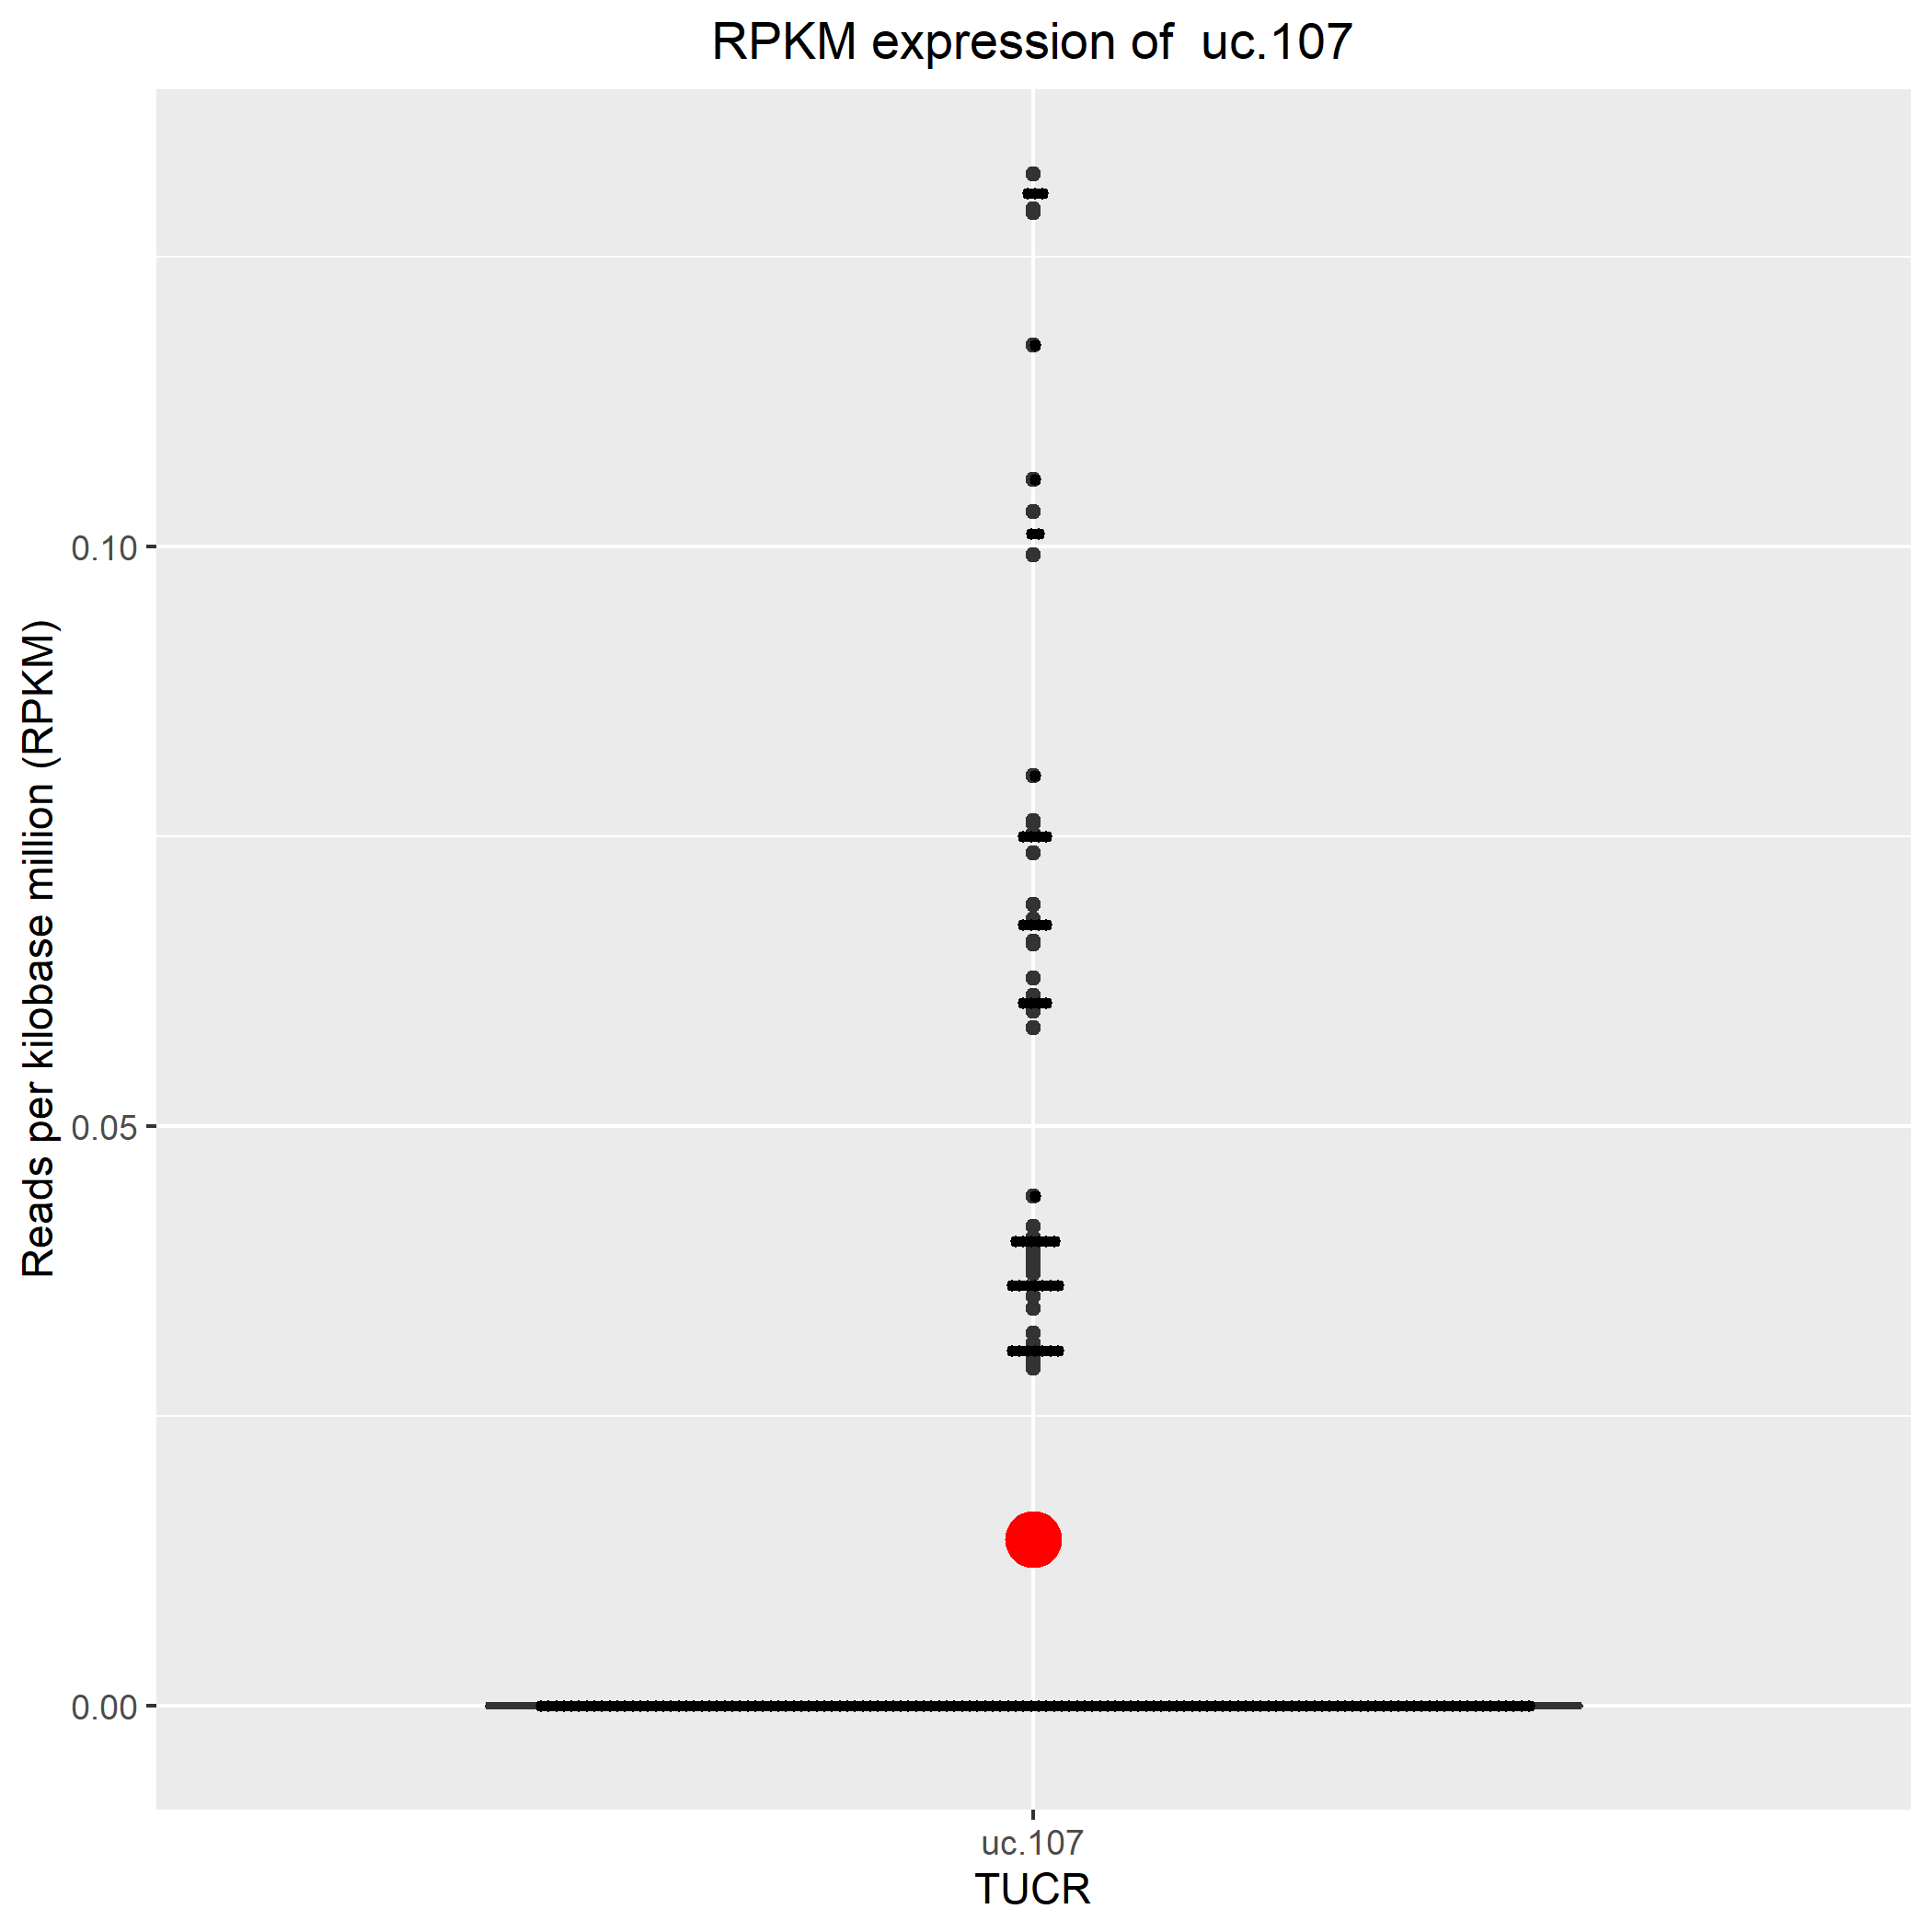 RPKM expression of  uc.107
Reads per kilobase million (RPKM)
0.10
0.05
0.00
uc.107
TUCR